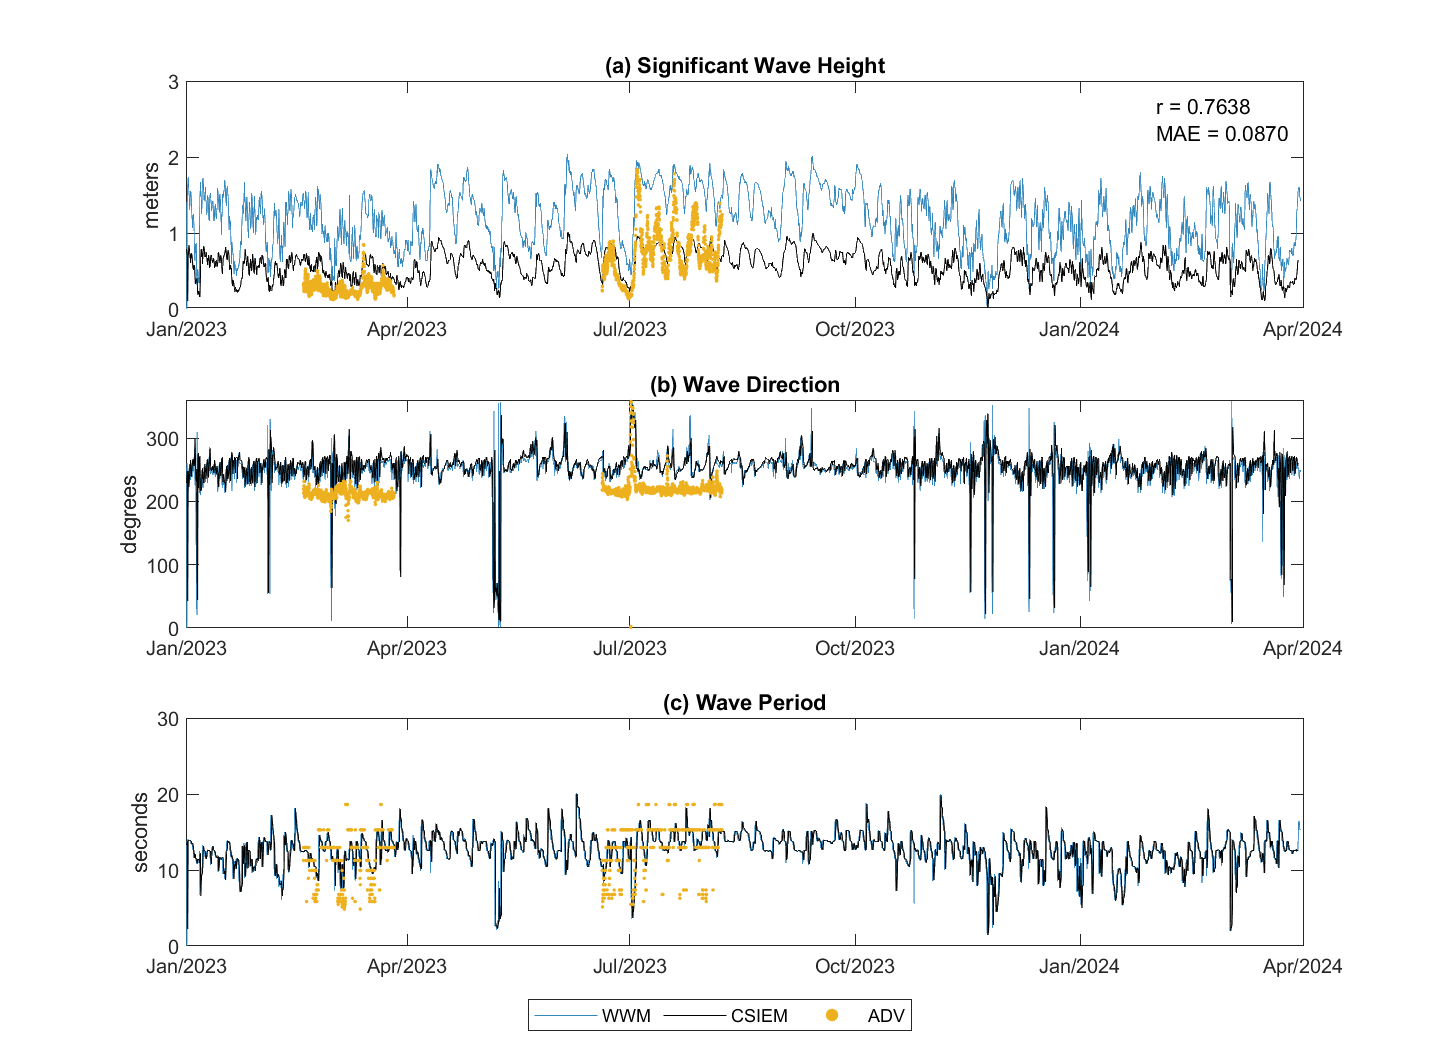 (a) Significant Wave Height
3
r = 0.7638
MAE = 0.0870
2
meters
1
0
Jan/2023 Apr/2023 Jul/2023 Oct/2023 Jan/2024 Apr/2024
(b) Wave Direction
300
200
degrees
100
0
Jan/2023 Apr/2023 Jul/2023 Oct/2023 Jan/2024 Apr/2024
(c) Wave Period
30
20
seconds
10
0
Jan/2023 Apr/2023 Jul/2023 Oct/2023 Jan/2024 Apr/2024
WWM CSIEM ADV